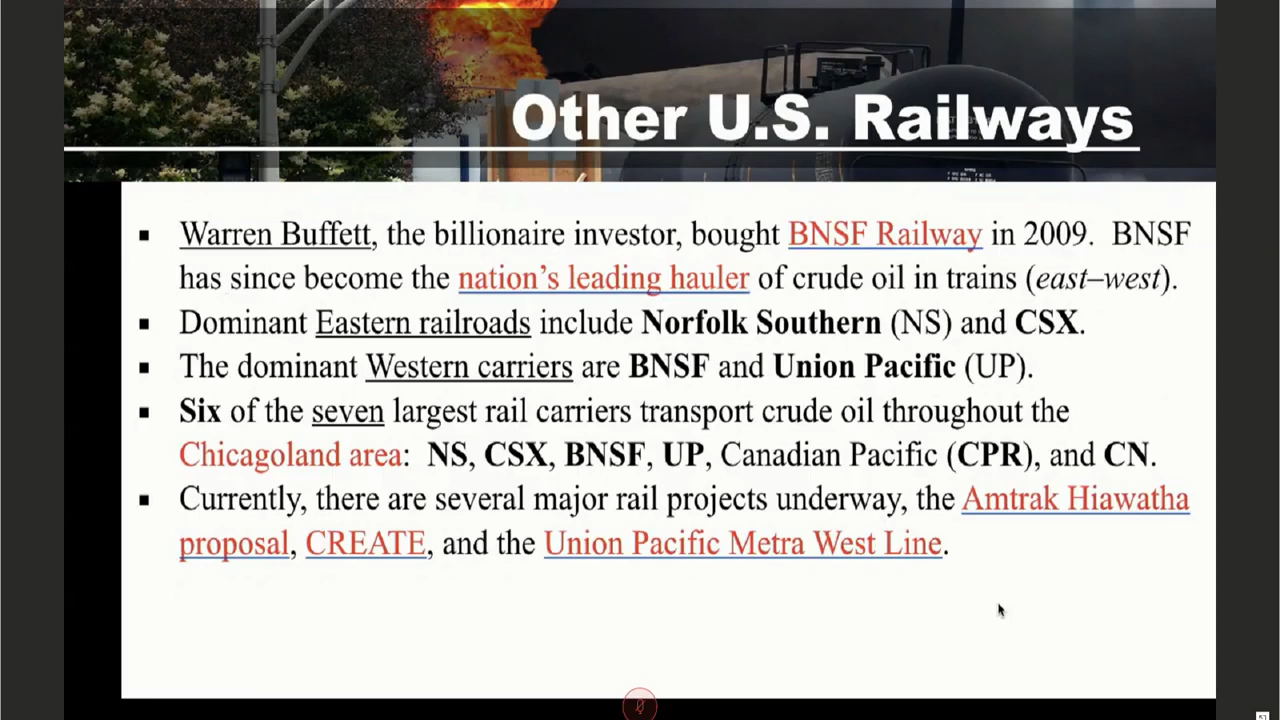 Other U.S. Railways
▪ Warren Buffett, the billionaire investor, bought BNSF Railway in 2009. BNSF
has since become the nation's leading hauler of crude oil in trains (east–west).
▪ Dominant Eastern railroads include Norfolk Southern (NS) and CSX.
▪ The dominant Western carriers are BNSF and Union Pacific (UP).
▪ Six of the seven largest rail carriers transport crude oil throughout the
Chicagoland area: NS, CSX, BNSF, UP, Canadian Pacific (CPR), and CN.
▪ Currently, there are several major rail projects underway, the Amtrak Hiawatha
proposal, CREATE, and the Union Pacific Metra West Line.